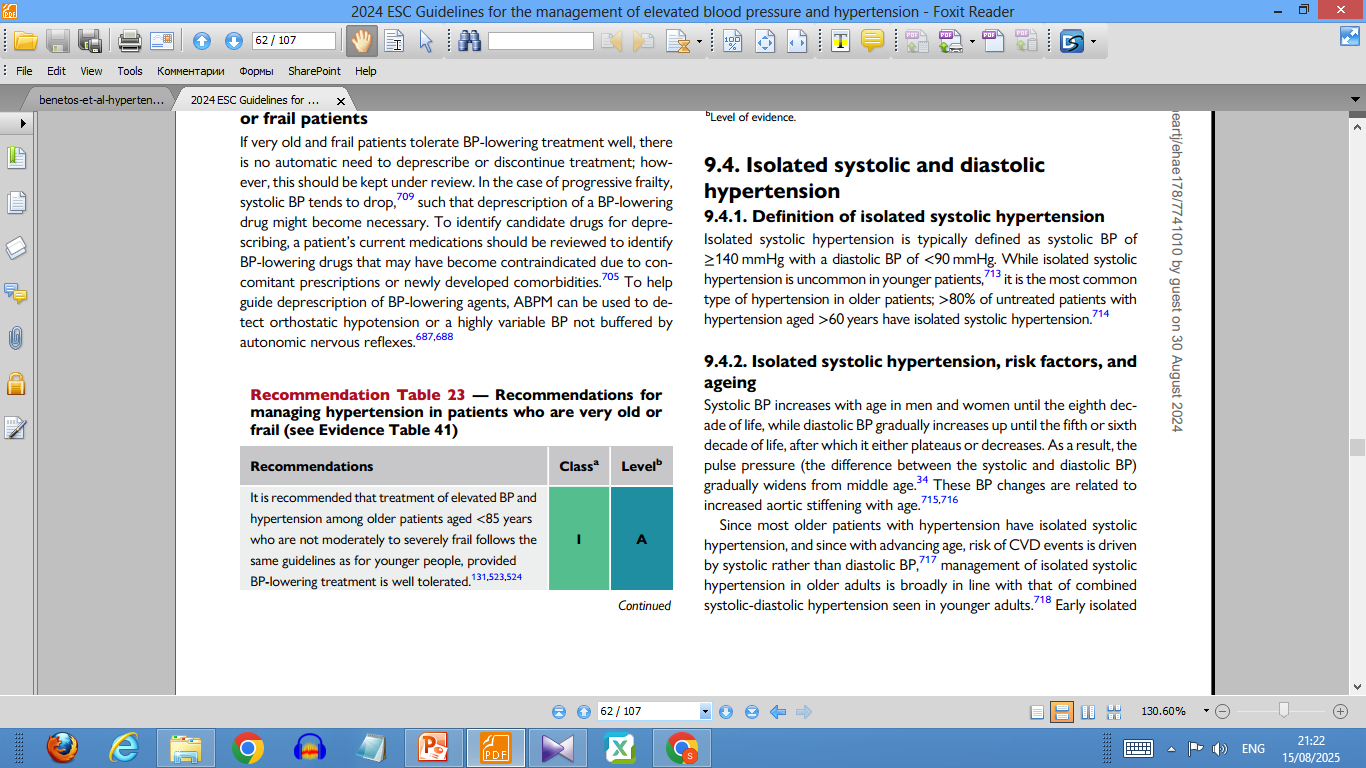 2024 ESC Guidelines for the management of elevated blood pressure and hypertension - Foxit Reader
62 / 107
File Edit View Tools Комментарии Формы SharePoint Help
benetos-et-al-hyperten... 2024 ESC Guidelines for ...
or frail patients
If very old and frail patients tolerate BP-lowering treatment well, there
is no automatic need to deprescribe or discontinue treatment; how-
ever, this should be kept under review. In the case of progressive frailty,
systolic BP tends to drop,709 such that deprescription of a BP-lowering
drug might become necessary. To identify candidate drugs for depre-
scribing, a patient's current medications should be reviewed to identify
BP-lowering drugs that may have become contraindicated due to con-
comitant prescriptions or newly developed comorbidities.705 To help
guide deprescription of BP-lowering agents, ABPM can be used to de-
tect orthostatic hypotension or a highly variable BP not buffered by
autonomic nervous reflexes.687,688
Recommendation Table 23 — Recommendations for
managing hypertension in patients who are very old or
frail (see Evidence Table 41)
Recommendations Classa Levelb
It is recommended that treatment of elevated BP and
hypertension among older patients aged <85 years
who are not moderately to severely frail follows the
same guidelines as for younger people, provided
BP-lowering treatment is well tolerated.131,523,524
I A
Continued
bLevel of evidence.
9.4. Isolated systolic and diastolic
hypertension
9.4.1. Definition of isolated systolic hypertension
Isolated systolic hypertension is typically defined as systolic BP of
≥140 mmHg with a diastolic BP of <90 mmHg. While isolated systolic
hypertension is uncommon in younger patients,713 it is the most common
type of hypertension in older patients; >80% of untreated patients with
hypertension aged >60 years have isolated systolic hypertension.714
9.4.2. Isolated systolic hypertension, risk factors, and
ageing
Systolic BP increases with age in men and women until the eighth dec-
ade of life, while diastolic BP gradually increases up until the fifth or sixth
decade of life, after which it either plateaus or decreases. As a result, the
pulse pressure (the difference between the systolic and diastolic BP)
gradually widens from middle age.34 These BP changes are related to
increased aortic stiffening with age.715,716
Since most older patients with hypertension have isolated systolic
hypertension, and since with advancing age, risk of CVD events is driven
by systolic rather than diastolic BP,717 management of isolated systolic
hypertension in older adults is broadly in line with that of combined
systolic-diastolic hypertension seen in younger adults.718 Early isolated
eartj/ehae178/7741010 by guest on 30 August 2024
62 / 107
130.60%
ENG
21:22
15/08/2025